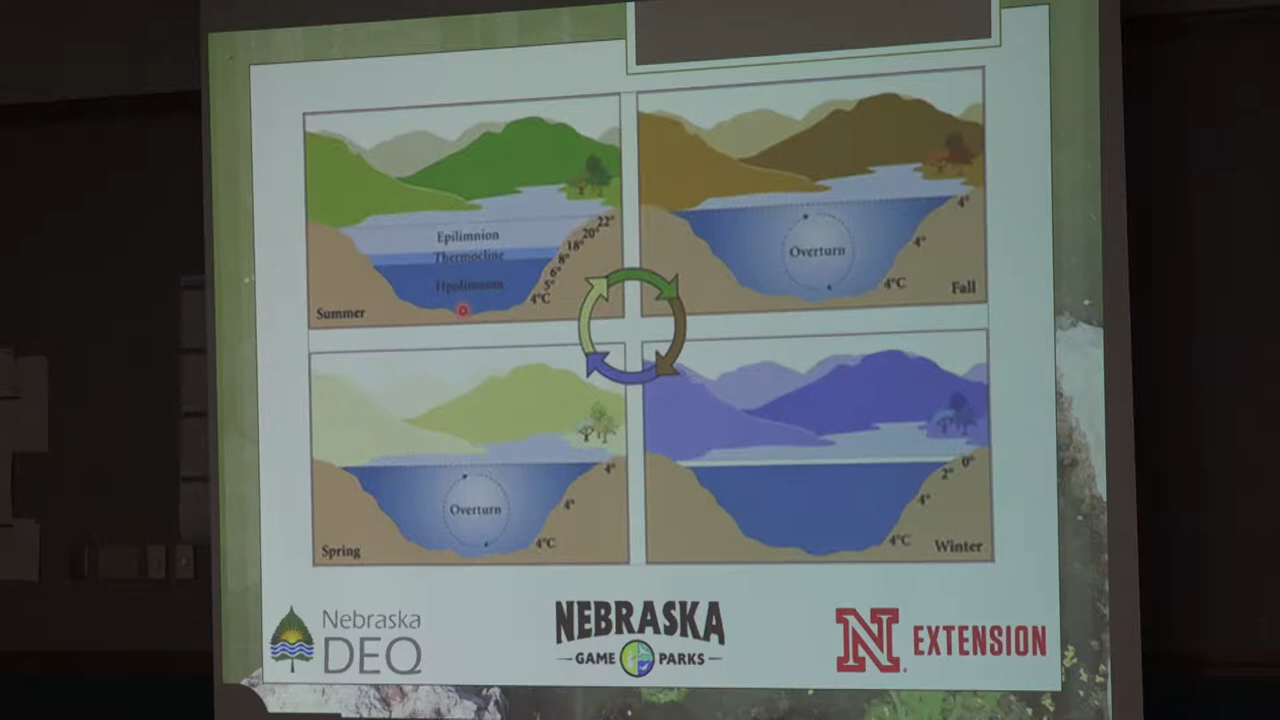 Epilimnion
Thermocline
Hpolimnion
22°
20°
18°
8°
6°
5°
4°C
Summer
Overturn
4°
4°
4°C
Fall
Overturn
4°
4°
4°C
Spring
0°
2°
4°
4°C
Winter
Nebraska
DEQ
NEBRASKA
GAME PARKS
N EXTENSION